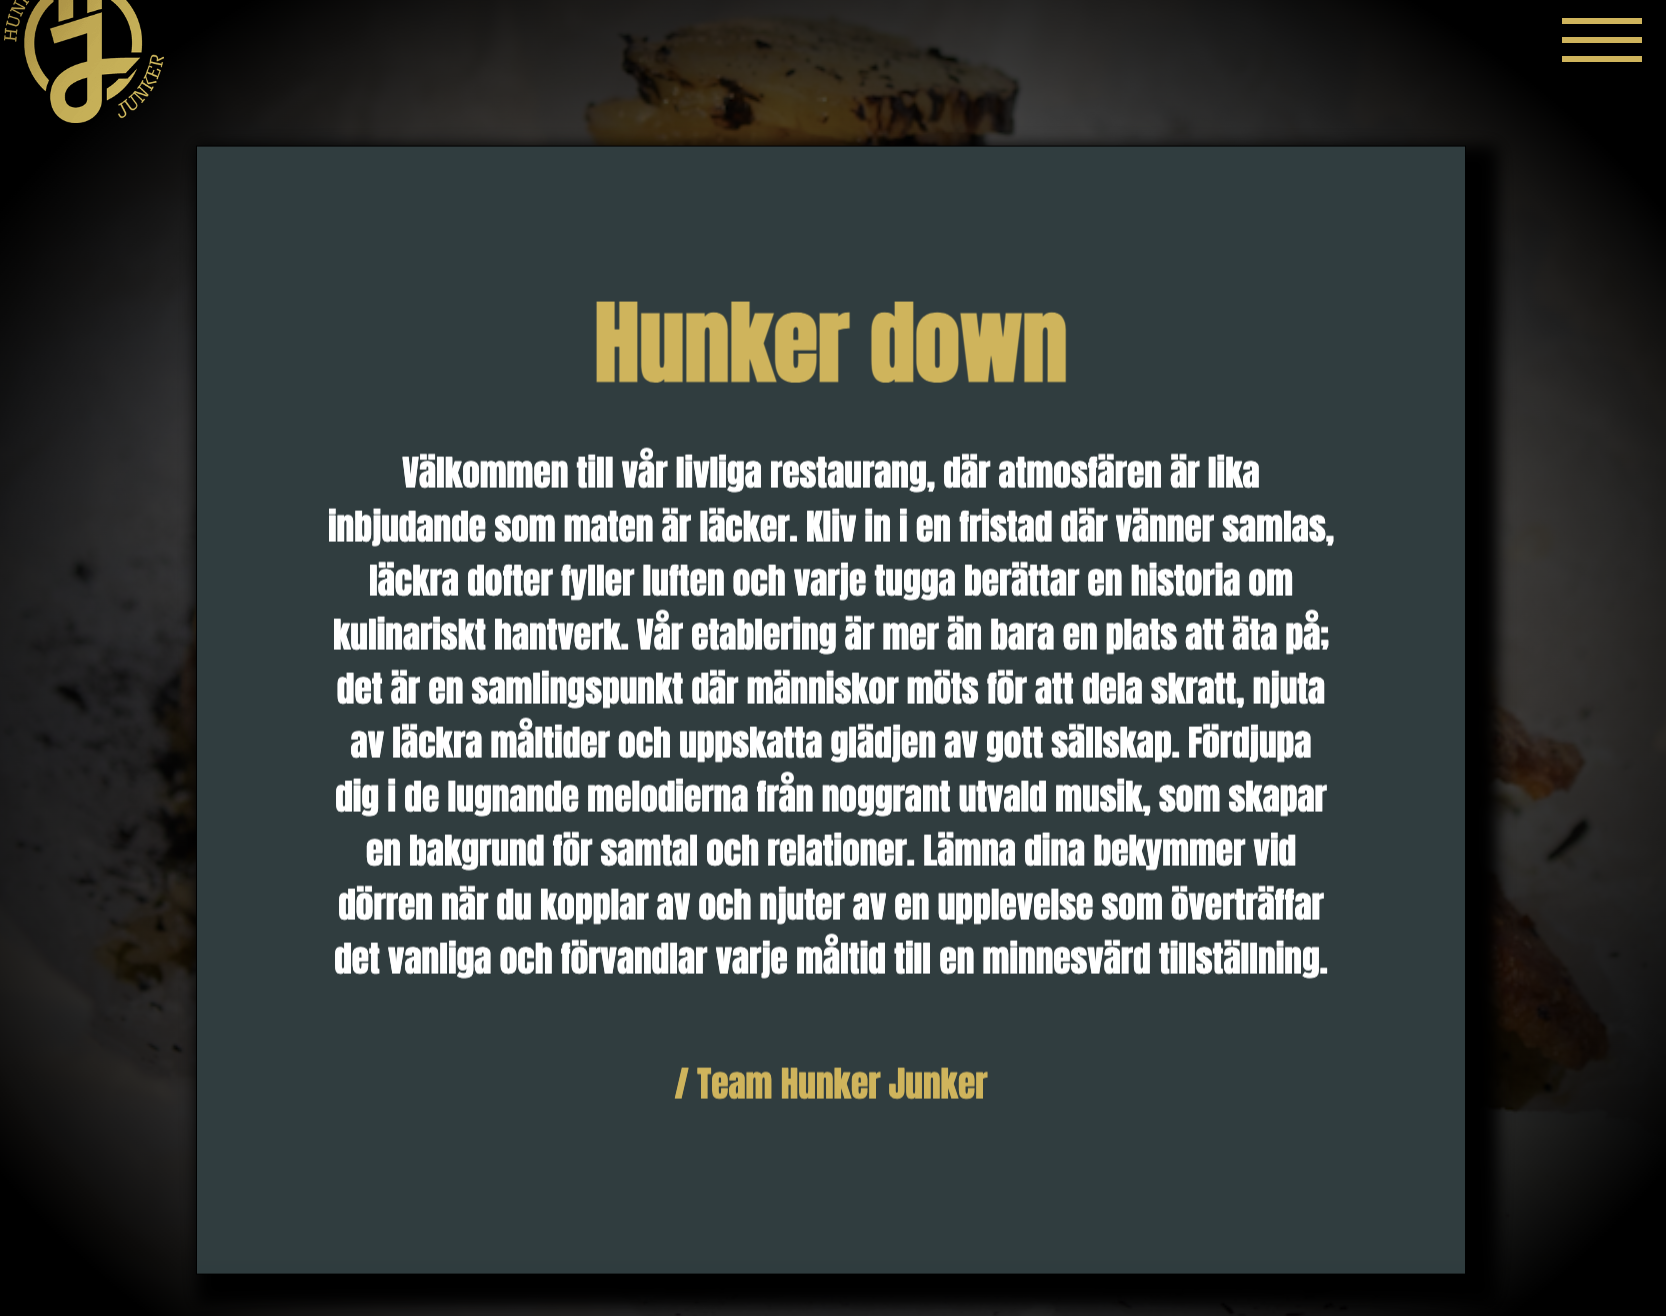 JUNKER
Hunker down
Välkommen till vår livliga restaurang, där atmosfären är lika
inbjudande som maten är läcker. Kliv in i en fristad där vänner samlas,
läckra dofter fyller luften och varje tugga berättar en historia om
kulinariskt hantverk. Vår etablering är mer än bara en plats att äta på;
det är en samlingspunkt där människor möts för att dela skratt, njuta
av läckra måltider och uppskatta glädjen av gott sällskap. Fördjupa
dig i de lugnande melodierna från noggrant utvald musik, som skapar
en bakgrund för samtal och relationer. Lämna dina bekymmer vid
dörren när du kopplar av och njuter av en upplevelse som överträffar
det vanliga och förvandlar varje måltid till en minnesvärd tillställning.
/ Team Hunker Junker